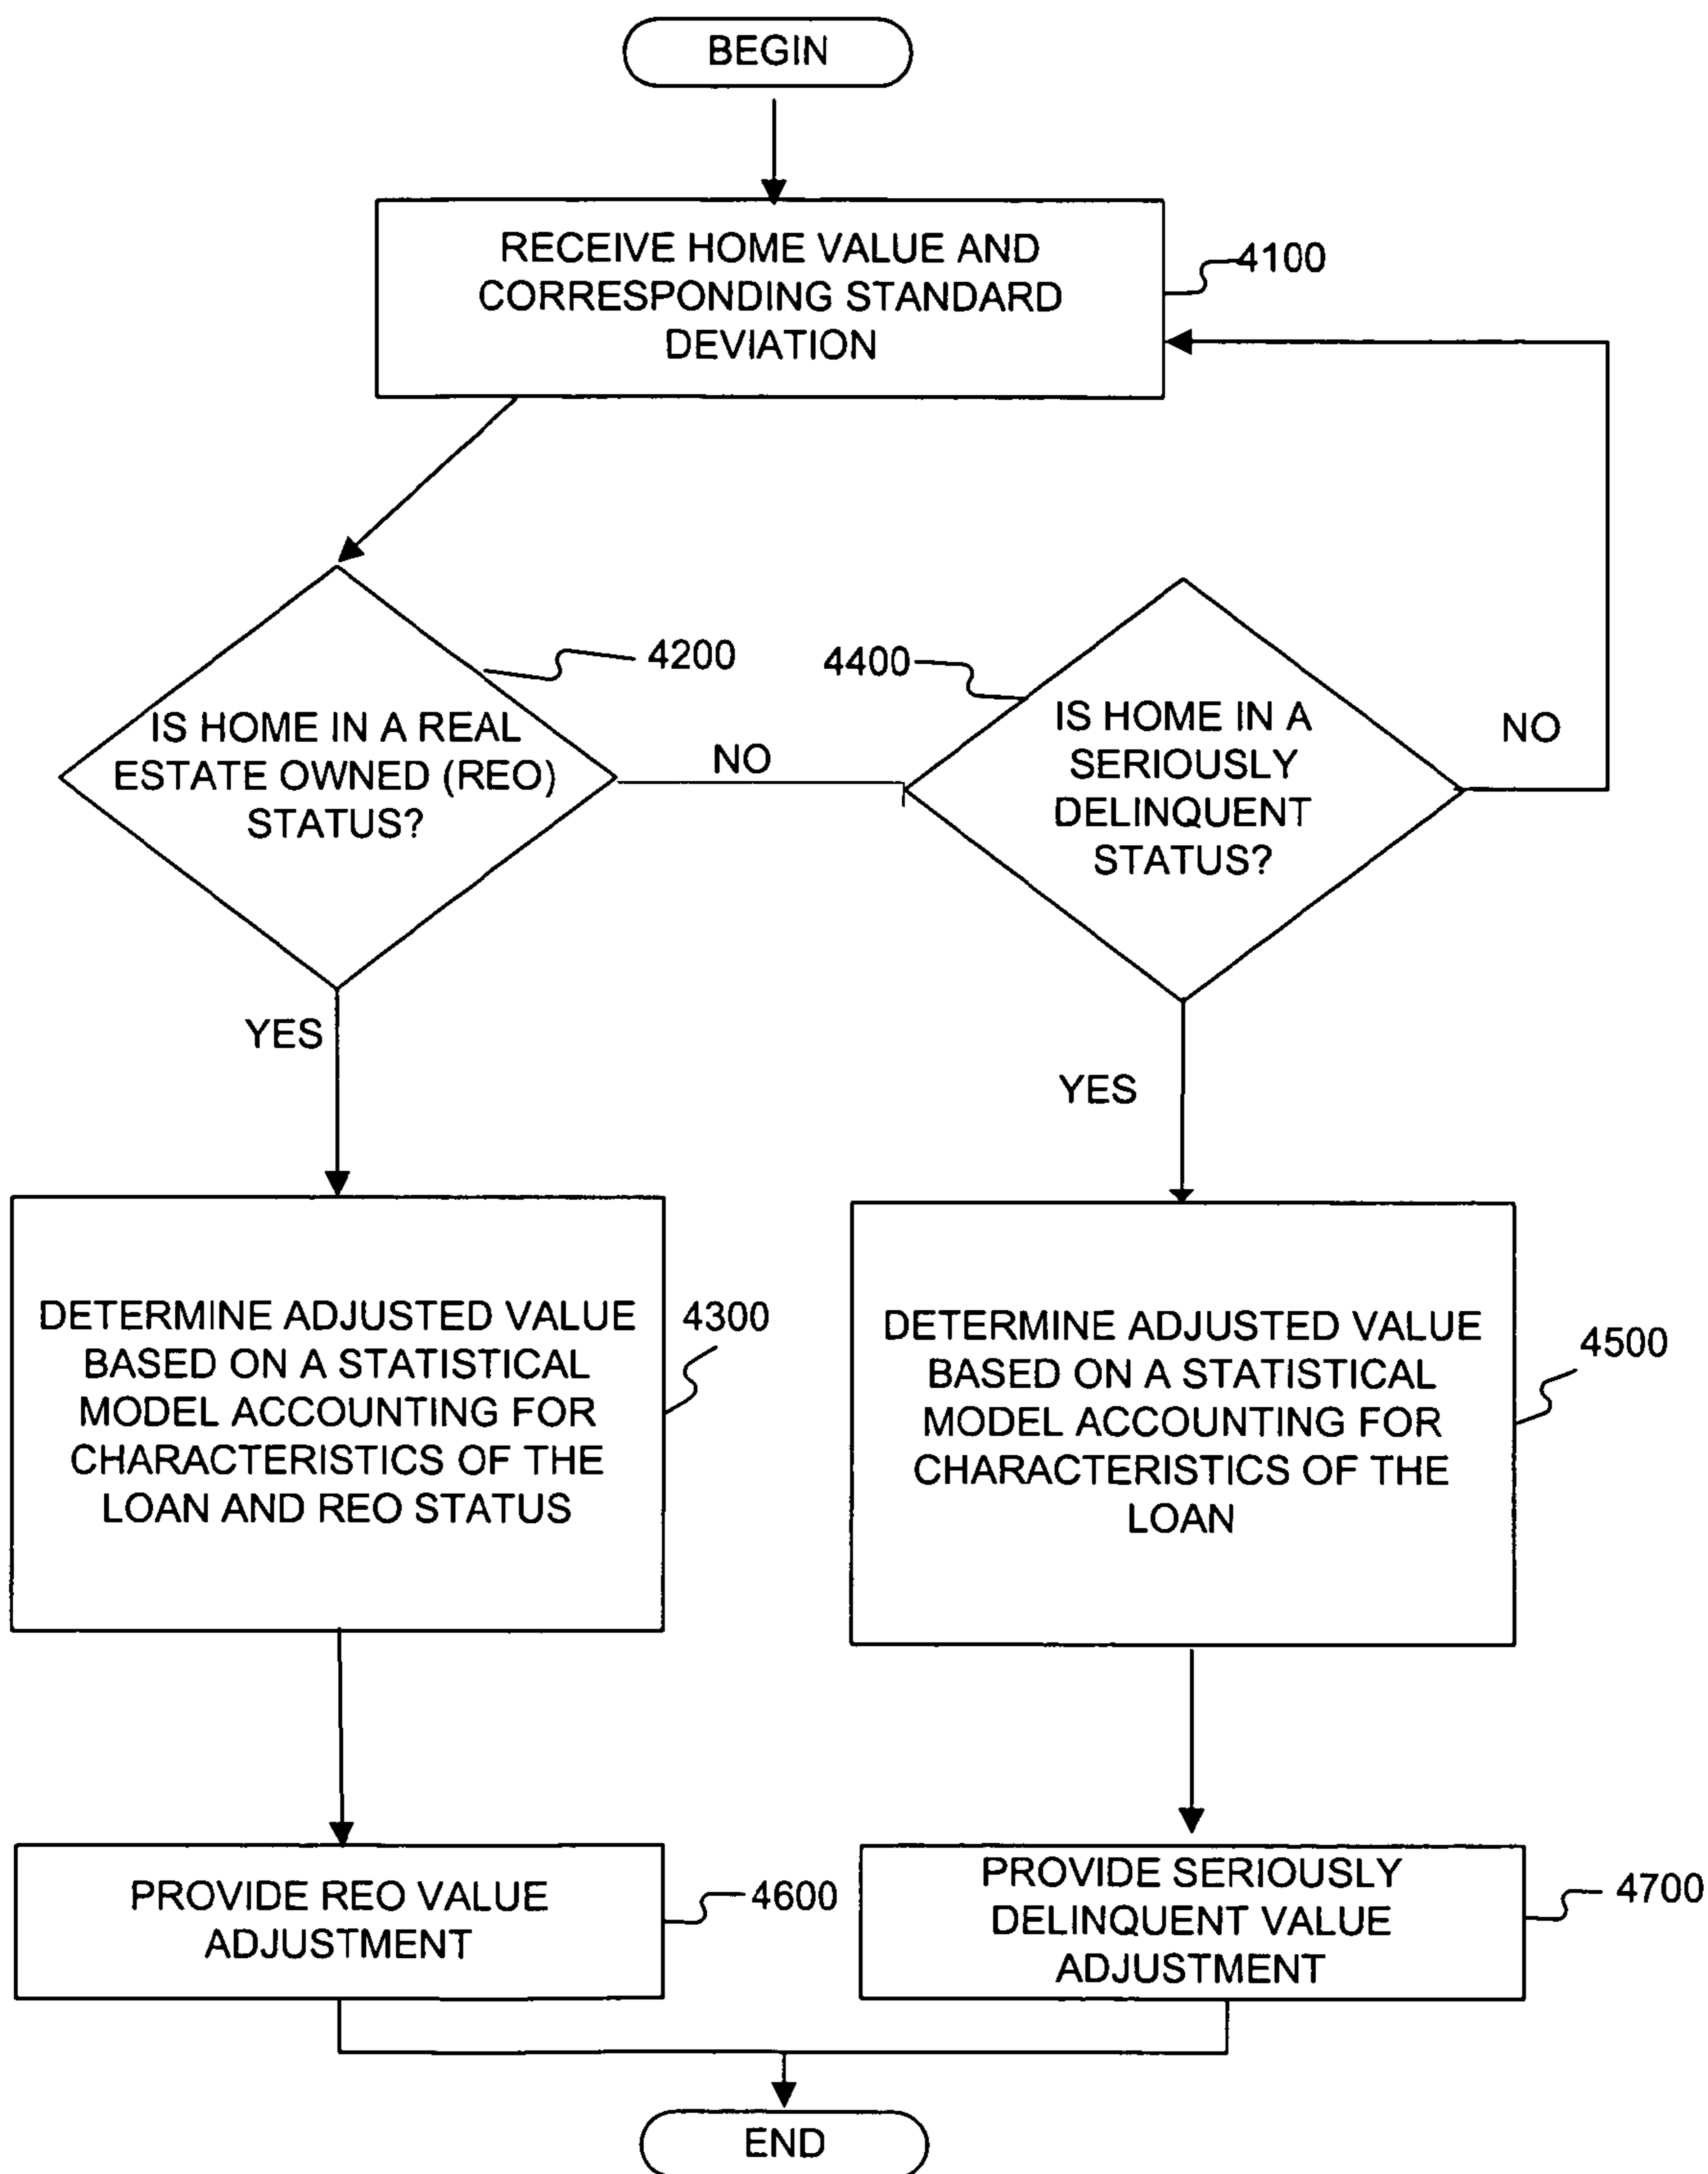 BEGIN
RECEIVE HOME VALUE AND
CORRESPONDING STANDARD
DEVIATION
4100
4200
4400
IS HOME IN A REAL
ESTATE OWNED (REO)
STATUS?
NO
IS HOME IN A
SERIOUSLY
DELINQUENT
STATUS?
NO
YES
YES
DETERMINE ADJUSTED VALUE
BASED ON A STATISTICAL
MODEL ACCOUNTING FOR
CHARACTERISTICS OF THE
LOAN AND REO STATUS
4300
DETERMINE ADJUSTED VALUE
BASED ON A STATISTICAL
MODEL ACCOUNTING FOR
CHARACTERISTICS OF THE
LOAN
4500
PROVIDE REO VALUE
ADJUSTMENT
4600
PROVIDE SERIOUSLY
DELINQUENT VALUE
ADJUSTMENT
4700
END